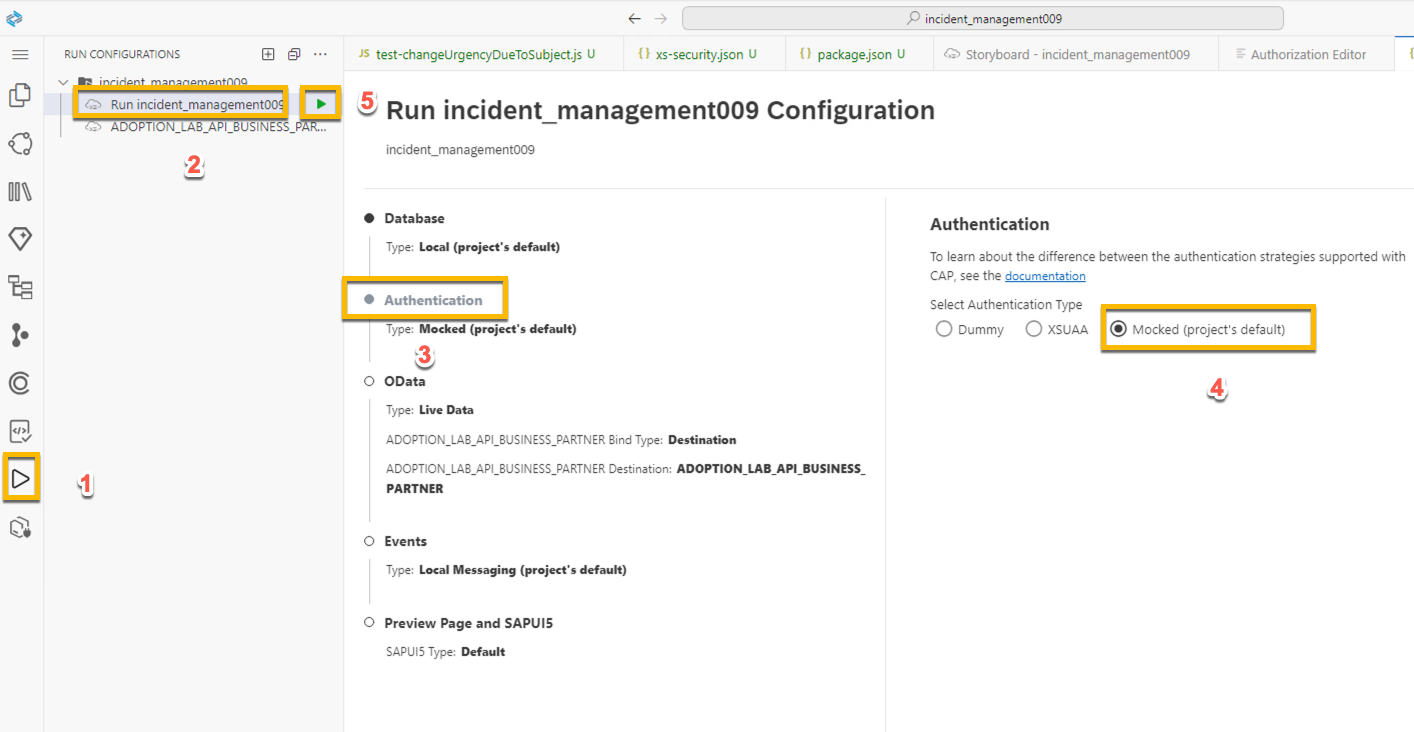 incident_management009
RUN CONFIGURATIONS
JS test-changeUrgencyDueToSubject.js U
{} xs-security.json U
{} package.json U
Storyboard - incident_management009
Authorization Editor
incident_management009
Run incident_management009
ADOPTION_LAB_API_BUSINESS_PAR...
1
2
5
Run incident_management009 Configuration
incident_management009
Database
Type: Local (project's default)
Authentication
Type: Mocked (project's default)
3
OData
Type: Live Data
ADOPTION_LAB_API_BUSINESS_PARTNER Bind Type: Destination
ADOPTION_LAB_API_BUSINESS_PARTNER Destination: ADOPTION_LAB_API_BUSINESS_
PARTNER
Events
Type: Local Messaging (project's default)
Preview Page and SAPUI5
SAPUI5 Type: Default
Authentication
To learn about the difference between the authentication strategies supported with
CAP, see the documentation
Select Authentication Type
Dummy XSUAA Mocked (project's default)
4